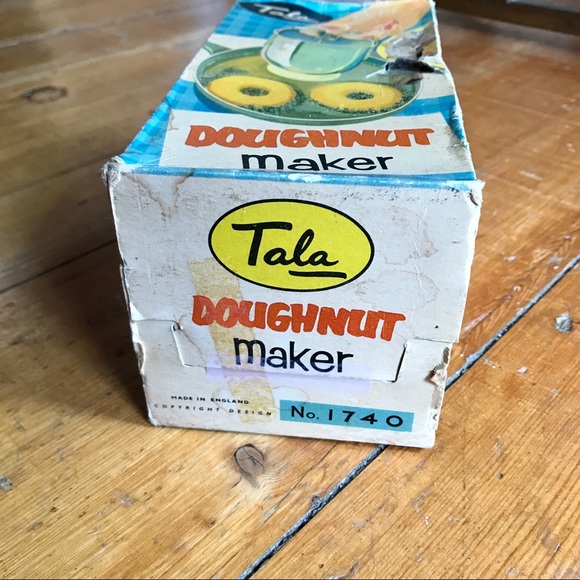 Tala
DOUGHNUT
maker
Tala
DOUGHNUT
maker
MADE IN ENGLAND
COPYRIGHT DESIGN
No. 1740